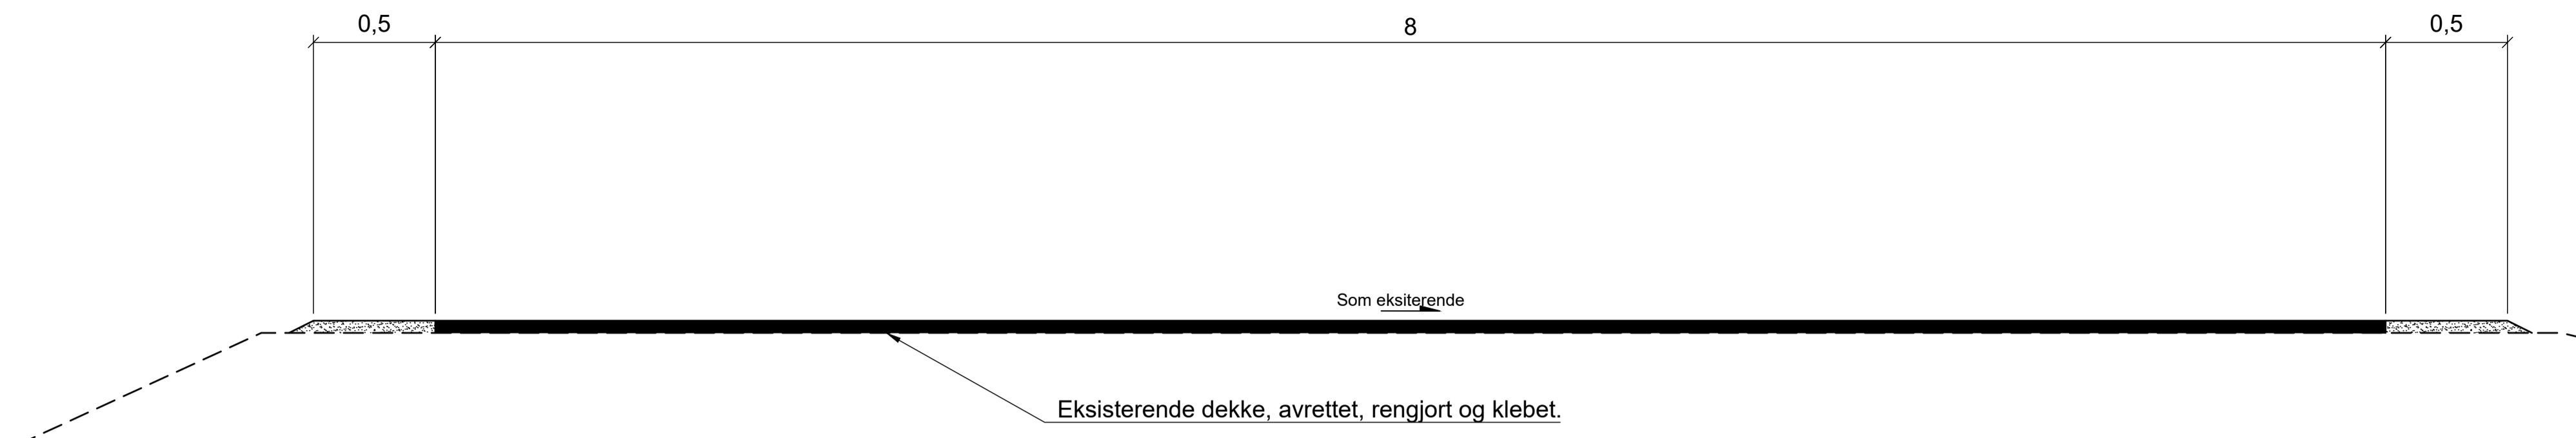 0,5
8
0,5
Som eksiterende
Eksisterende dekke, avrettet, rengjort og klebet.